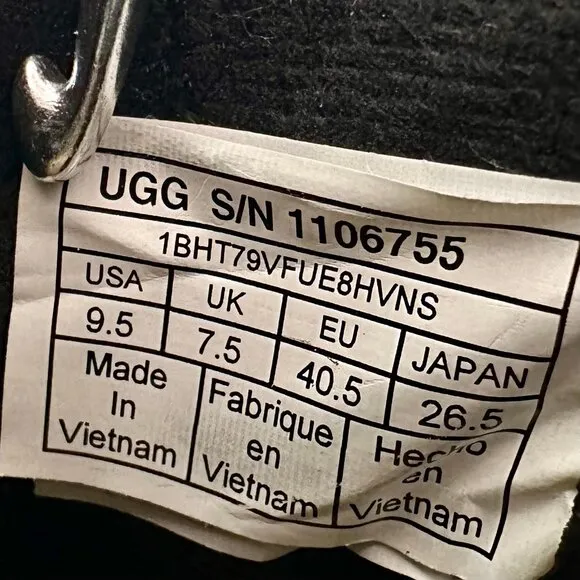 UGG S/N 1106755
1BHT79VFUE8HVNS
USA UK EU JAPAN
9.5 7.5 40.5 26.5
Made Fabrique Hecho
In en en
Vietnam Vietnam Vietnam